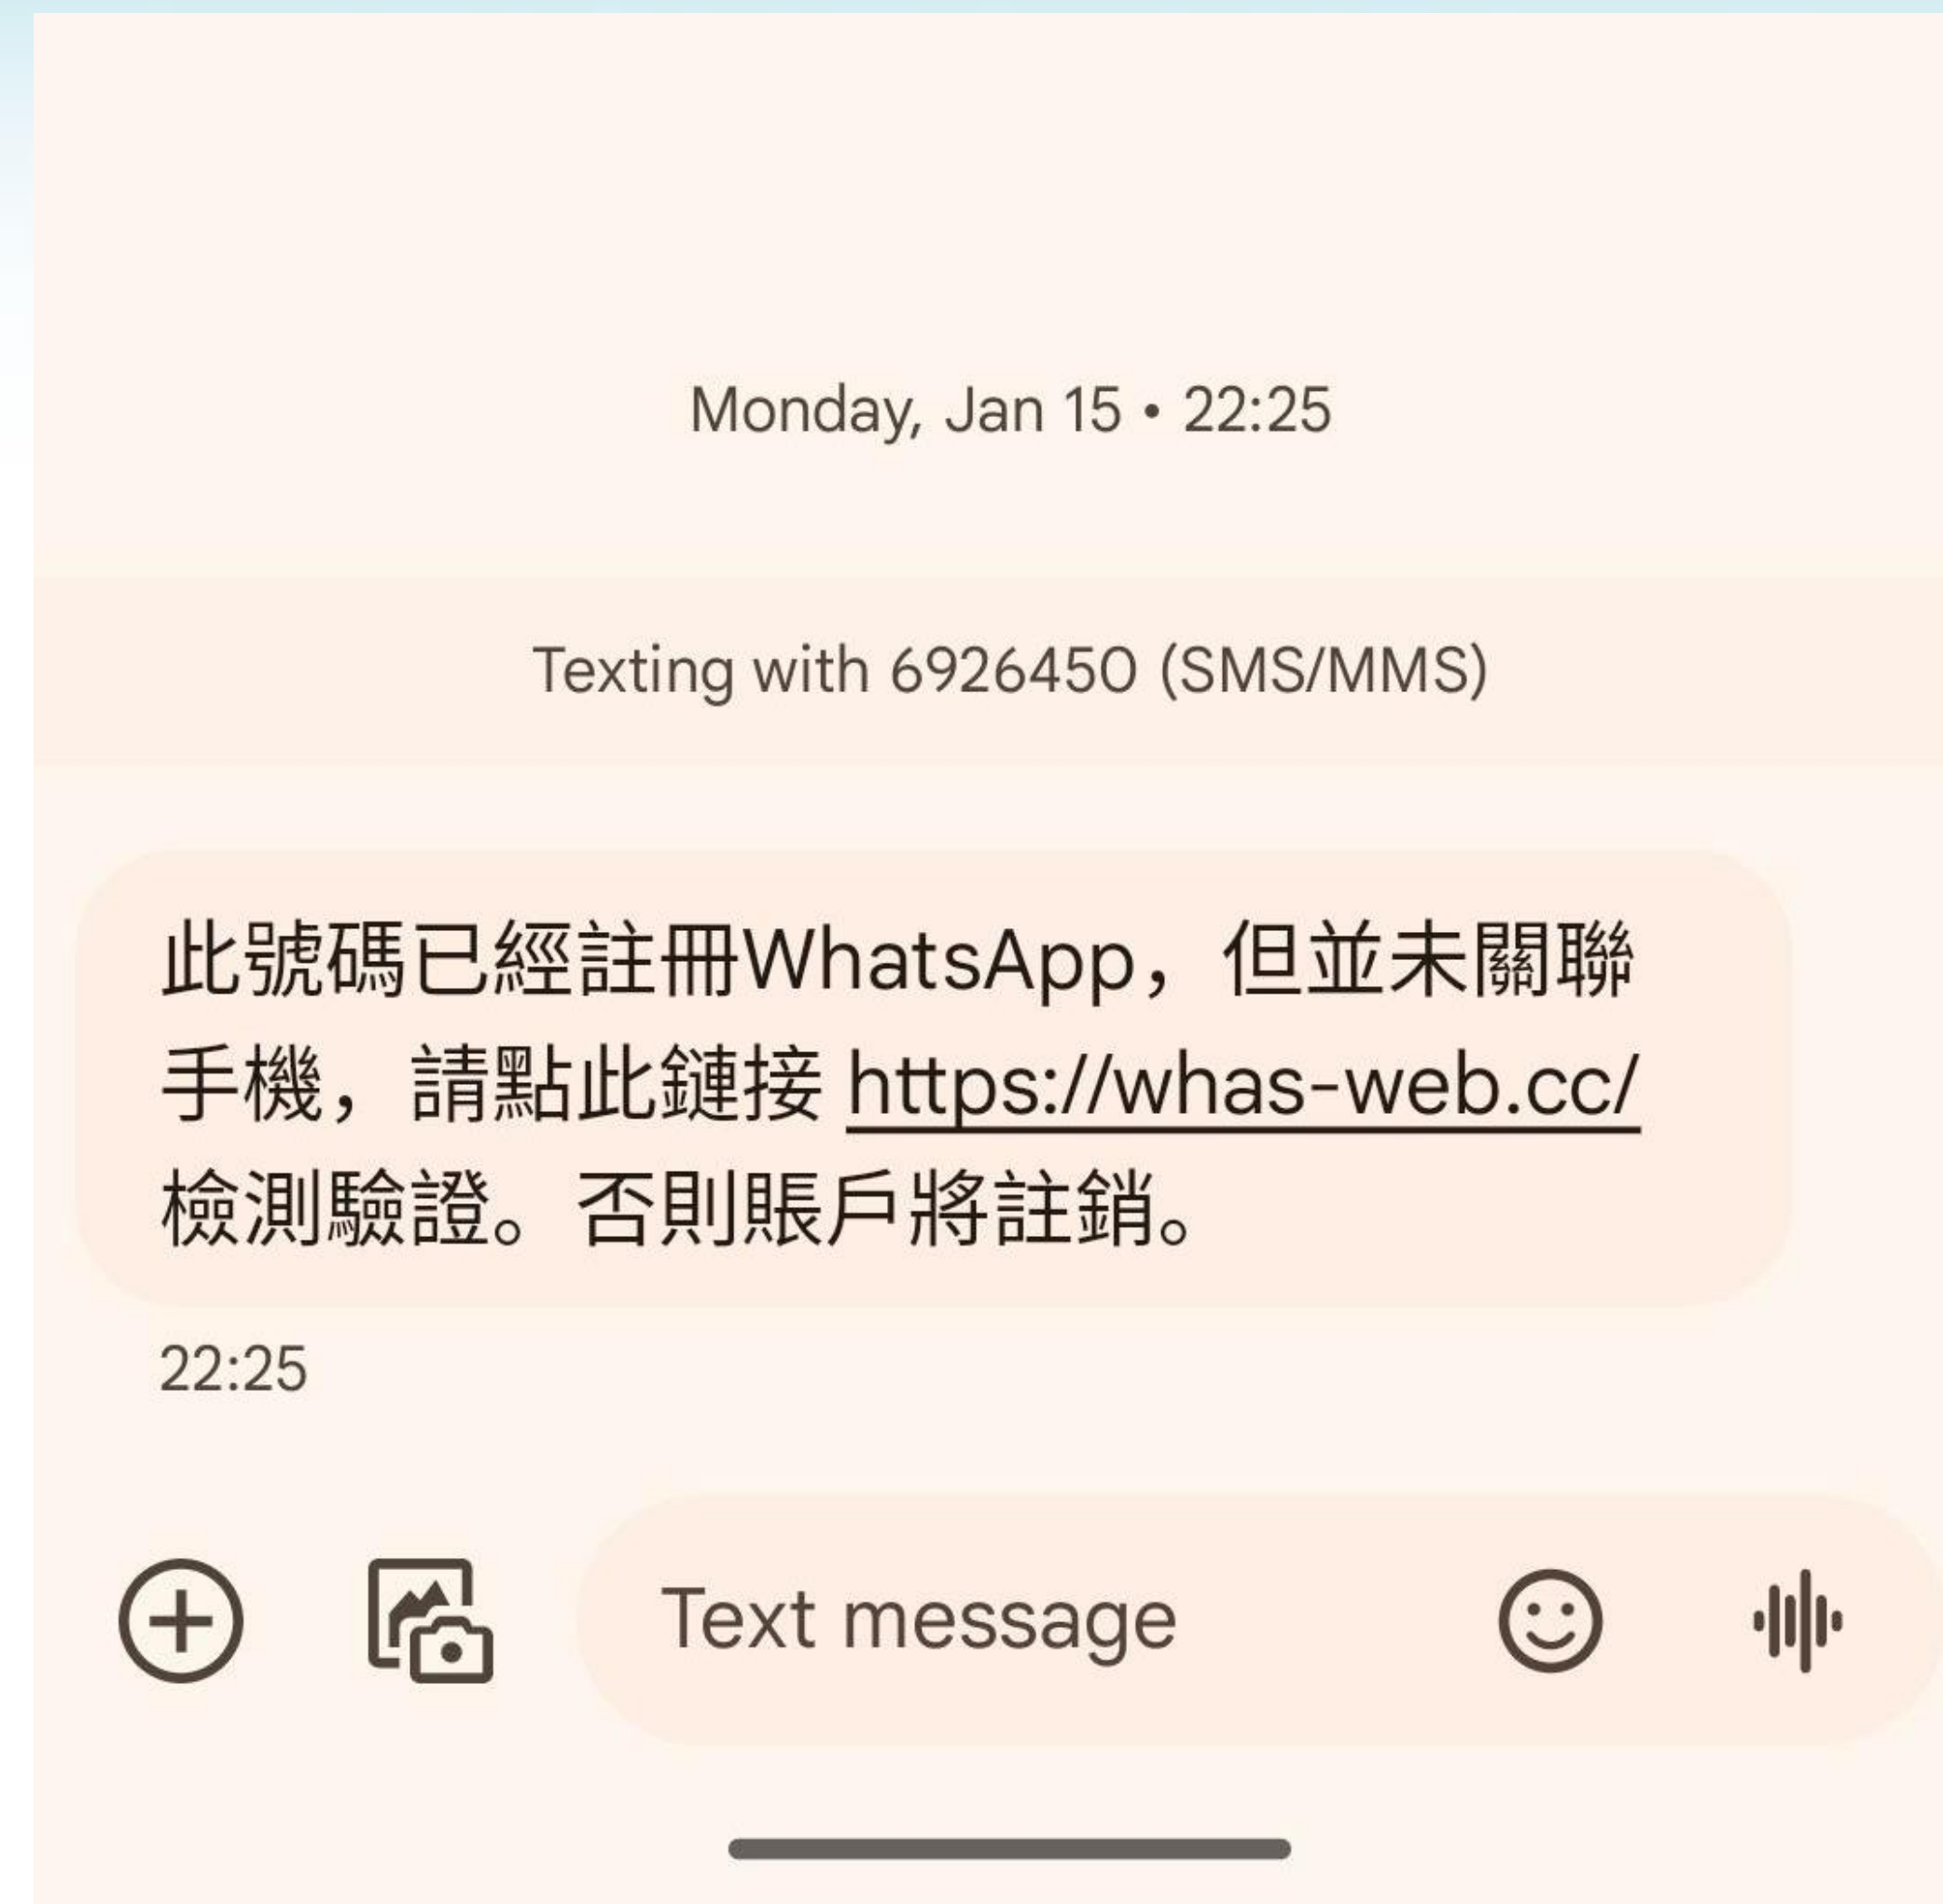 Monday, Jan 15 • 22:25
Texting with 6926450 (SMS/MMS)
此號碼已經註冊WhatsApp，但並未關聯
手機，請點此鏈接 https://whas-web.cc/
檢測驗證。否則賬戶將註銷。
22:25
Text message